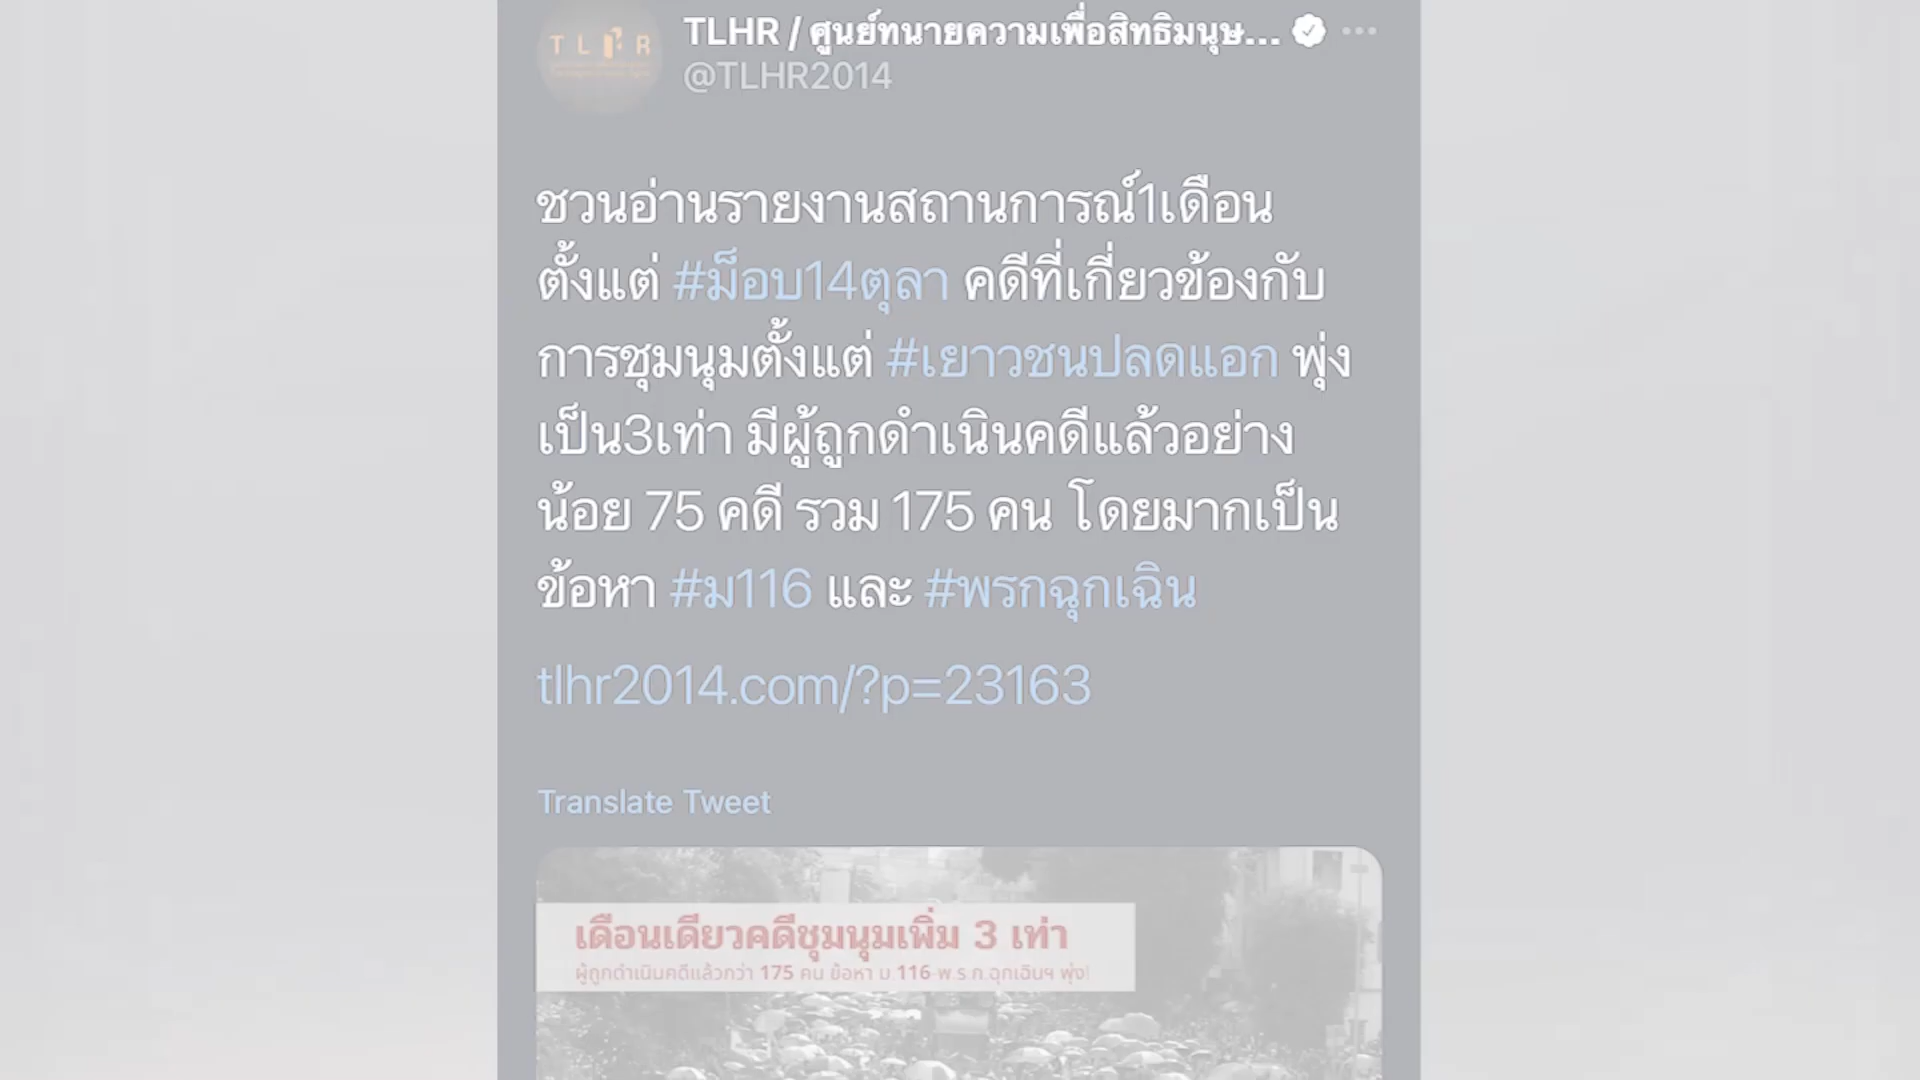 TLHR
TLHR / ศูนย์ทนายความเพื่อสิทธิมนุษ...
@TLHR2014
ชวนอ่านรายงานสถานการณ์1เดือน
ตั้งแต่ #ม็อบ14ตุลา คดีที่เกี่ยวข้องกับ
การชุมนุมตั้งแต่ #เยาวชนปลดแอก พุ่ง
เป็น3เท่า มีผู้ถูกดำเนินคดีแล้วอย่าง
น้อย 75 คดี รวม 175 คน โดยมากเป็น
ข้อหา #ม116 และ #พรกฉุกเฉิน
tlhr2014.com/?p=23163
Translate Tweet
เดือนเดียวคดีชุมนุมเพิ่ม 3 เท่า
ผู้ถูกดำเนินคดีแล้วกว่า 175 คน ข้อหา ม.116-พ.ร.ก.ฉุกเฉินฯ พุ่ง!